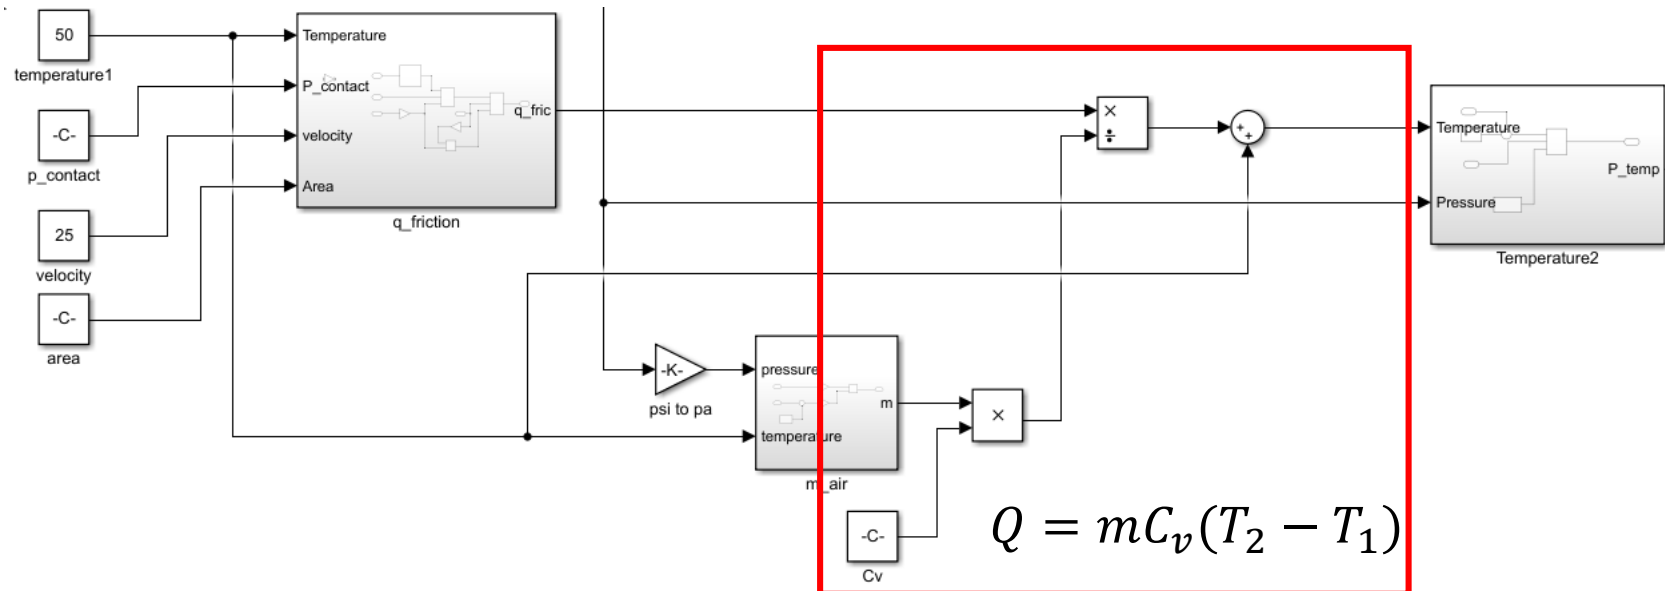 50
temperature1
-C-
p_contact
25
velocity
-C-
area
Temperature
P_contact
velocity
Area
q_fric
q_friction
-K-
psi to pa
pressure
temperature
m
m_air
-C-
Cv
×
×
÷
+
+
Temperature
Pressure
P_temp
Temperature2
Q = mC_v(T_2 − T_1)